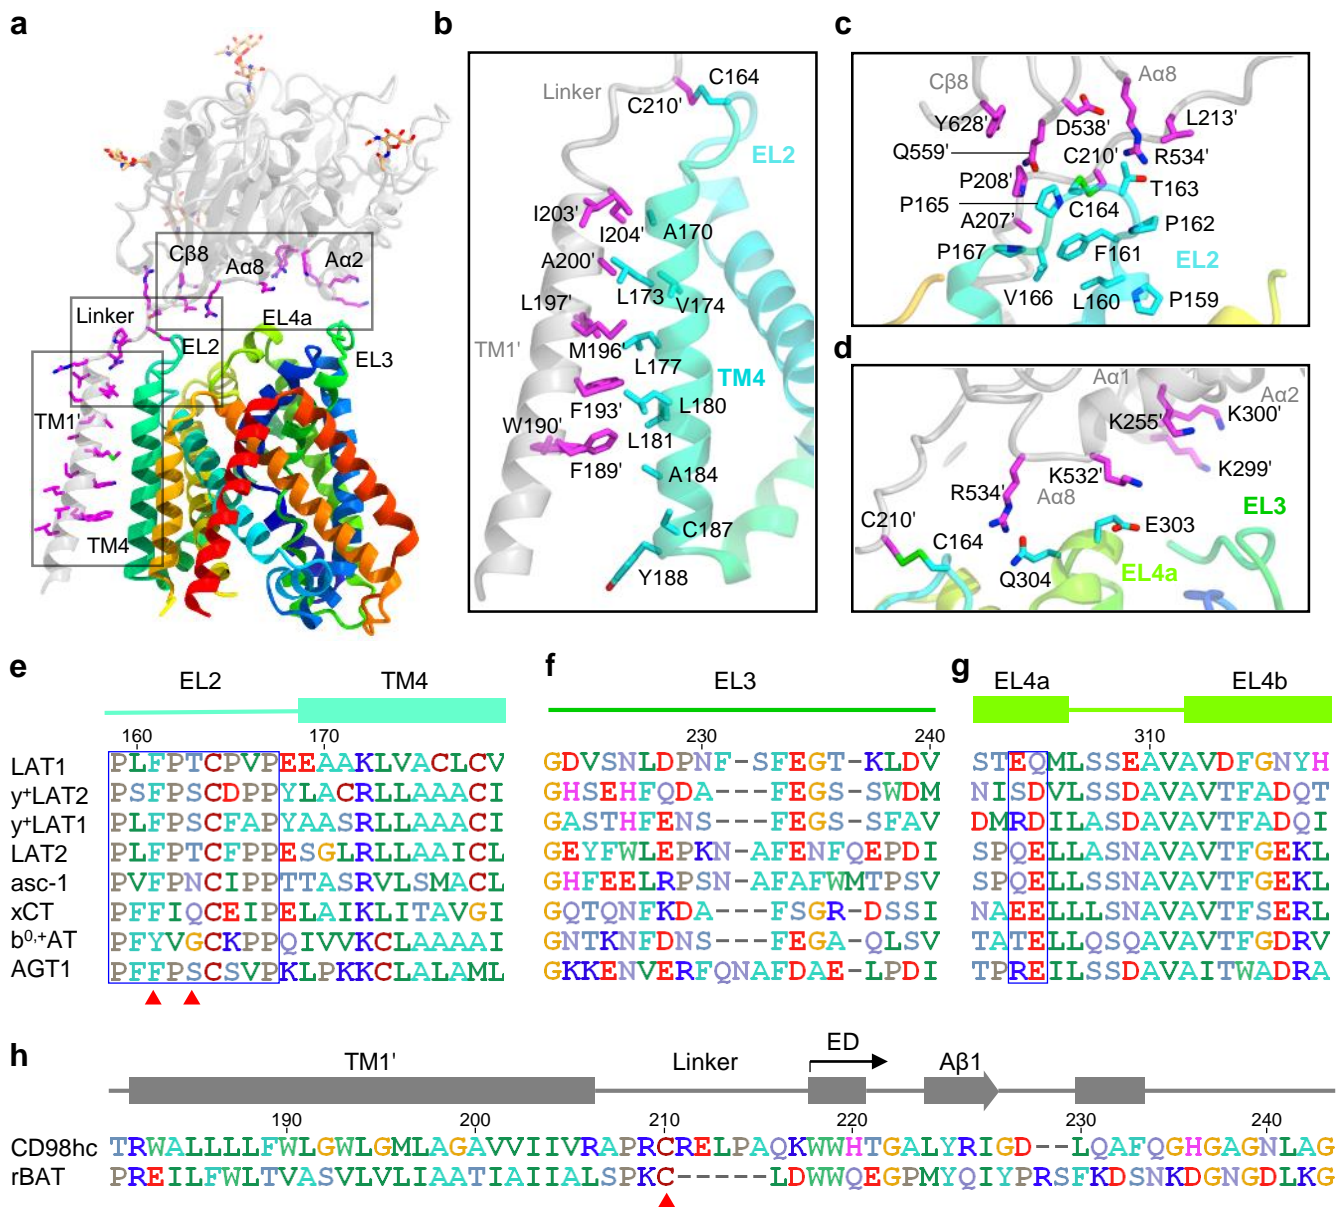 a
Cβ8
Aα8
Aα2
Linker
EL4a
EL2
EL3
TM1'
TM4
b
Linker
C164
C210'
EL2
I203'
I204'
A170
A200'
L173
V174
L197'
TM1'
M196'
L177
TM4
F193'
L180
W190'
L181
F189'
A184
C187
Y188
c
Cβ8
Aα8
Y628'
D538'
L213'
Q559'
C210'
R534'
P208'
T163
P165
C164
A207'
P162
P167
F161
EL2
V166
L160
P159
d
Aα1
Aα2
K255'
K300'
K299'
R534'
K532'
Aα8
EL3
C210'
C164
E303
Q304
EL4a
e
EL2 TM4
160 170
LAT1 PLFPTCPVPEEAAKLVACLCV
y+LAT2 PSFPSCDPPYLACRLLAAACI
y+LAT1 PLFPSCFAPYAASRLLAAACI
LAT2 PLFPTCFPPESGLRLLAAICL
asc-1 PVFPNCIPPTTASRVLSMACL
xCT PFFIQCEIPELAIKLITAVGI
b0,+AT PFYVGCKPPQIVVKCLAAAAI
AGT1 PFFPSCSVPKLPKKCLALAML
f
EL3
230 240
GDVSNLDPNF-SFEGT-KLDV
GHSEHFQDA---FEGS-SWDM
GASTHFENS---FEGS-SFAV
GEYFWLEPKN-AFENFQEPDI
GHFEELRPSN-AFAFWMTPSV
GQTQNFKDA---FSGR-DSSI
GNTKNFDNS---FEGA-QLSV
GKKENVERFQNAFDAE-LPDI
g
EL4a EL4b
310
STEQMLSSEAVAVDFGNYH
NISDVLSSDAVAVTFADQT
DMRDILASDAVAVTFADQI
SPQELLASNAVAVTFGEKL
SPQELLSSNAVAVTFGEKL
NAEELLLSNAVAVTFSERL
TATELLQSQAVAVTFGDRV
TPREILSSDAVAITWADRA
h
TM1' Linker ED Aβ1
190 200 210 220 230 240
CD98hc TRWALLLLFWLGWLGMLAGAVVIIVRAPRCRELPAQKWWHTGALYRIGD--LQAFQGHGAGNLAG
rBAT PREILFWLTVASVLVLIAATIAIIALSPKC-----LDWWQEGPMYQIYPRSFKDSNKDGNGDLKG